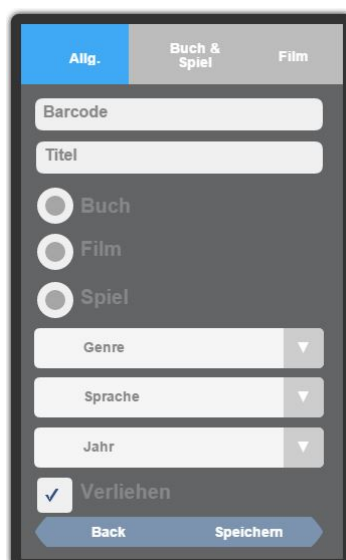 Allg.
Buch &
Spiel
Film
Barcode
Titel
Buch
Film
Spiel
Genre
Sprache
Jahr
Verliehen
Back
Speichern